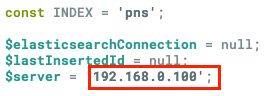 const INDEX = 'pns';
$elasticsearchConnection = null;
$lastInsertedId = null;
$server = '192.168.0.100';